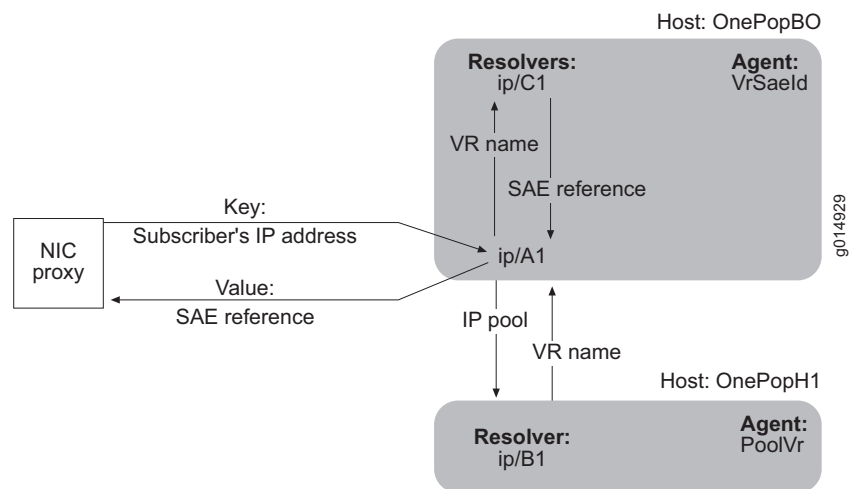 Host: OnePopBO
Resolvers:
ip/C1
Agent:
VrSaeId
VR name
SAE reference
Key:
Subscriber's IP address
NIC
proxy
ip/A1
Value:
SAE reference
IP pool
VR name
g014929
Host: OnePopH1
Resolver:
ip/B1
Agent:
PoolVr